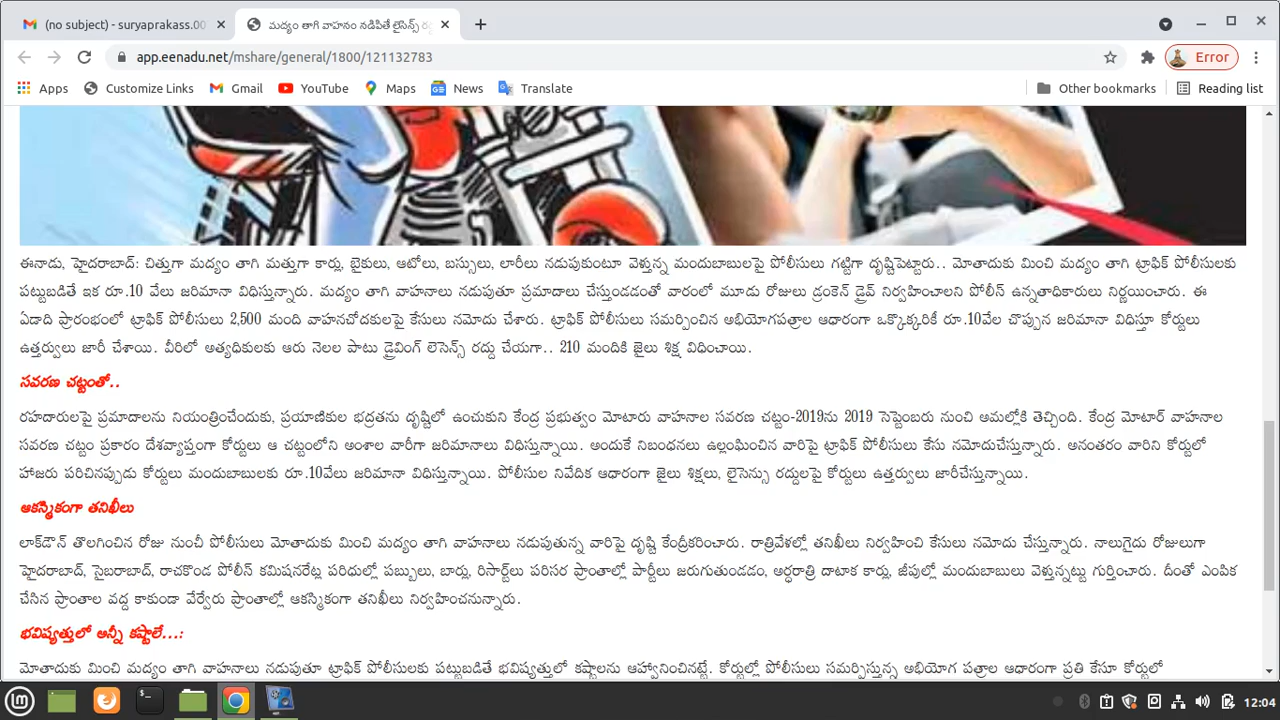 (no subject) - suryaprakass.00
మద్యం తాగి వాహనం నడిపితే లైసెన్స్ రద్
app.eenadu.net/mshare/general/1800/121132783
Error
Apps
Customize Links
Gmail
YouTube
Maps
News
Translate
Other bookmarks
Reading list
ఈనాడు, హైదరాబాద్: చిత్తుగా మద్యం తాగి మత్తుగా కార్లు, బైకులు, ఆటోలు, బస్సులు, లారీలు నడుపుకుంటూ వెళ్తున్న మందుబాబులపై పోలీసులు గట్టిగా దృష్టిపెట్టారు.. మోతాదుకు మించి మద్యం తాగి ట్రాఫిక్ పోలీసులకు
పట్టుబడితే ఇక రూ.10 వేలు జరిమానా విధిస్తున్నారు. మద్యం తాగి వాహనాలు నడుపుతూ ప్రమాదాలు చేస్తుండడంతో వారంలో మూడు రోజులు డ్రంకెన్ డ్రైవ్ నిర్వహించాలని పోలీస్ ఉన్నతాధికారులు నిర్ణయించారు. ఈ
ఏడాది ప్రారంభంలో ట్రాఫిక్ పోలీసులు 2,500 మంది వాహనచోదకులపై కేసులు నమోదు చేశారు. ట్రాఫిక్ పోలీసులు సమర్పించిన అభియోగపత్రాల ఆధారంగా ఒక్కొక్కరికీ రూ.10వేల చొప్పున జరిమానా విధిస్తూ కోర్టులు
ఉత్తర్వులు జారీ చేశాయి. వీరిలో అత్యధికులకు ఆరు నెలల పాటు డ్రైవింగ్ లెసెన్స్ రద్దు చేయగా.. 210 మందికి జైలు శిక్ష విధించాయి.
సవరణ చట్టంతో..
రహదారులపై ప్రమాదాలను నియంత్రించేందుకు, ప్రయాణికుల భద్రతను దృష్టిలో ఉంచకుని కేంద్ర ప్రభుత్వం మోటారు వాహనాల సవరణ చట్టం-2019ను 2019 సెప్టెంబరు నుంచి అమల్లోకి తెచ్చింది. కేంద్ర మోటార్ వాహనాల
సవరణ చట్టం ప్రకారం దేశవ్యాప్తంగా కోర్టులు ఆ చట్టంలోని అంశాల వారీగా జరిమానాలు విధిస్తున్నాయి. అందుకే నిబంధనలు ఉల్లంఘించిన వారిపై ట్రాఫిక్ పోలీసులు కేసు నమోదుచేస్తున్నారు. అనంతరం వారిని కోర్టులో
హాజరు పరిచినప్పుడు కోర్టులు మందుబాబులకు రూ.10వేలు జరిమానా విధిస్తున్నాయి. పోలీసుల నివేదిక ఆధారంగా జైలు శిక్షలు, లైసెన్సు రద్దులపై కోర్టులు ఉత్తర్వులు జారీచేస్తున్నాయి.
ఆకస్మికంగా తనిఖీలు
లాక్‌డౌన్ తొలగించిన రోజు నుంచీ పోలీసులు మోతాదుకు మించి మద్యం తాగి వాహనాలు నడుపుతున్న వారిపై దృష్టి కేంద్రీకరించారు. రాత్రివేళల్లో తనిఖీలు నిర్వహించి కేసులు నమోదు చేస్తున్నారు. నాలుగైదు రోజులుగా
హైదరాబాద్, సైబరాబాద్, రాచకొండ పోలీస్ కమిషనరేట్ల పరిధుల్లో పబ్బులు, బార్లు, రిసార్ట్‌లు పరిసర ప్రాంతాల్లో పార్టీలు జరుగుతుండడం, అర్ధరాత్రి దాటాక కార్లు, జీపుల్లో మందుబాబులు వెళ్తున్నట్టు గుర్తించారు. దీంతో ఎంపిక
చేసిన ప్రాంతాల వద్ద కాకుండా వేర్వేరు ప్రాంతాల్లో ఆకస్మికంగా తనిఖీలు నిర్వహించనున్నారు.
భవిష్యత్తులో అన్నీ కష్టాలే...:
మోతాదుకు మించి మద్యం తాగి వాహనాలు నడుపుతూ ట్రాఫిక్ పోలీసులకు పట్టుబడితే భవిష్యత్తులో కష్టాలను ఆహ్వానించినట్టే. కోర్టులో పోలీసులు సమర్పిస్తున్న అభియోగ పత్రాల ఆధారంగా ప్రతి కేసూ కోర్టులో
12:04